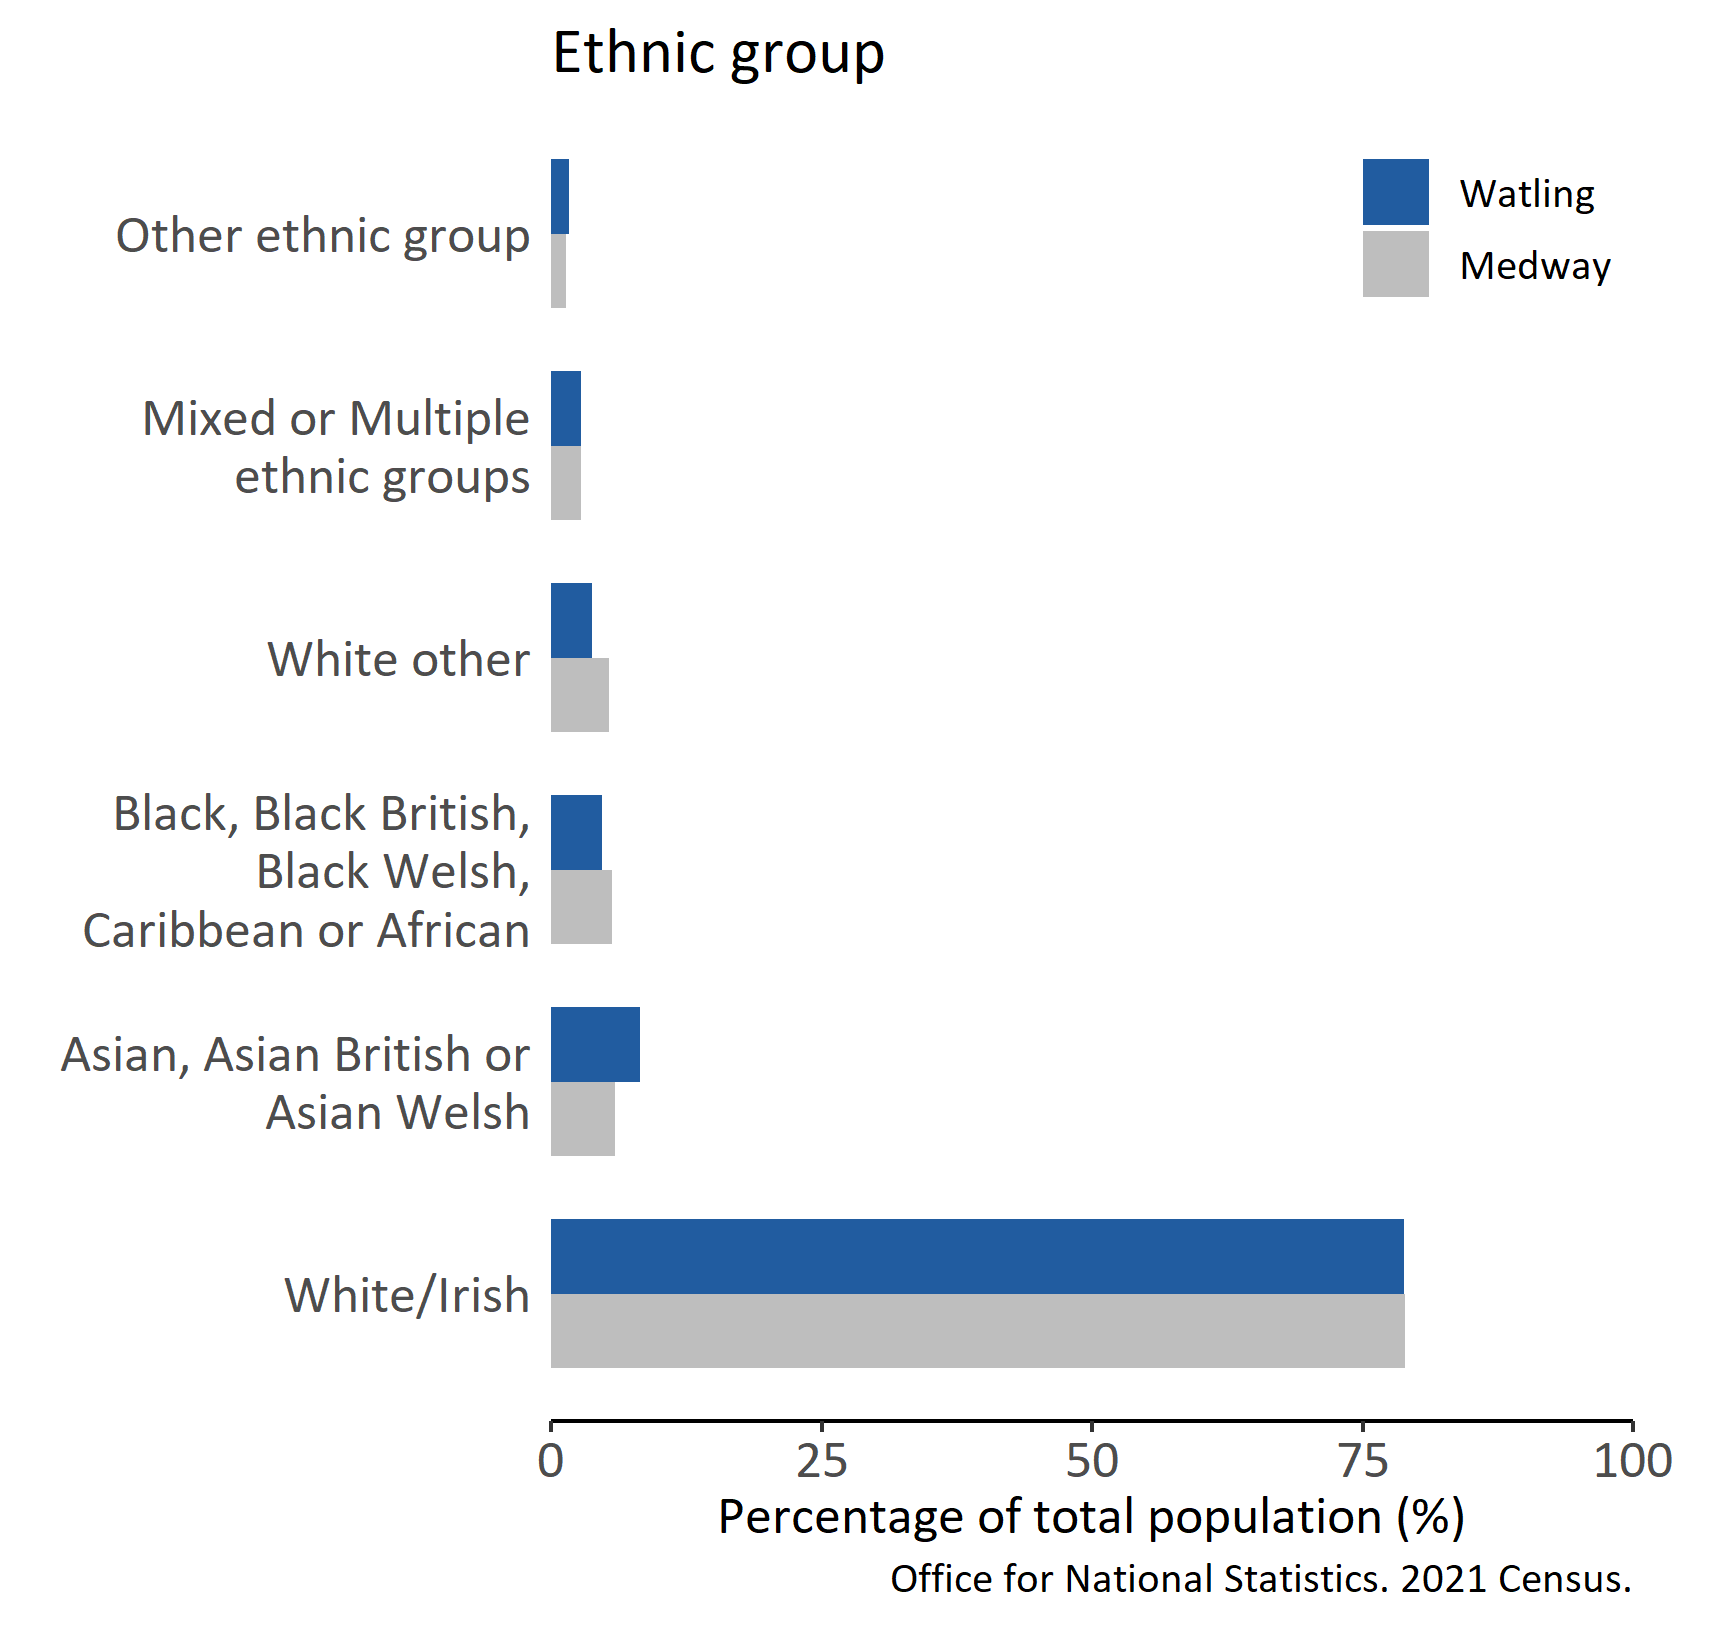 Ethnic group
Watling
Medway
Other ethnic group
Mixed or Multiple
ethnic groups
White other
Black, Black British,
Black Welsh,
Caribbean or African
Asian, Asian British or
Asian Welsh
White/Irish
0 25 50 75 100
Percentage of total population (%)
Office for National Statistics. 2021 Census.